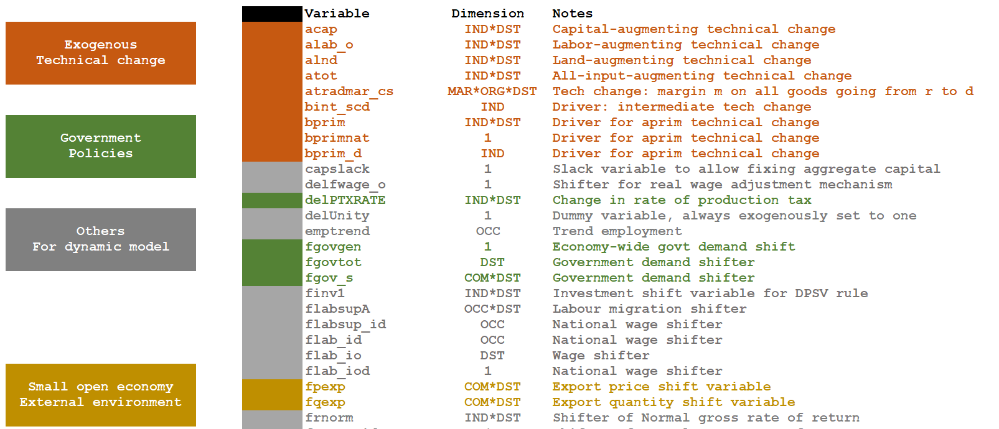 Variable Dimension Notes
acap IND*DST Capital-augmenting technical change
Exogenous
Technical change
alab_o IND*DST Labor-augmenting technical change
alnd IND*DST Land-augmenting technical change
atot IND*DST All-input-augmenting technical change
atradmar_cs MAR*ORG*DST Tech change: margin m on all goods going from r to d
bint_scd IND Driver: intermediate tech change
bprim IND*DST Driver for aprim technical change
Government
Policies
bprimnat 1 Driver for aprim technical change
bprim_d IND Driver for aprim technical change
capslack 1 Slack variable to allow fixing aggregate capital
delfwage_o 1 Shifter for real wage adjustment mechanism
delPTXRATE IND*DST Change in rate of production tax
delUnity 1 Dummy variable, always exogenously set to one
Others
For dynamic model
emptrend OCC Trend employment
fgovgen 1 Economy-wide govt demand shift
fgovtot DST Government demand shifter
fgov_s COM*DST Government demand shifter
finv1 IND*DST Investment shift variable for DPSV rule
flabsupA OCC*DST Labour migration shifter
flabsup_id OCC National wage shifter
flab_id OCC National wage shifter
flab_io DST Wage shifter
flab_iod 1 National wage shifter
Small open economy
External environment
fpexp COM*DST Export price shift variable
fqexp COM*DST Export quantity shift variable
frnorm IND*DST Shifter of Normal gross rate of return